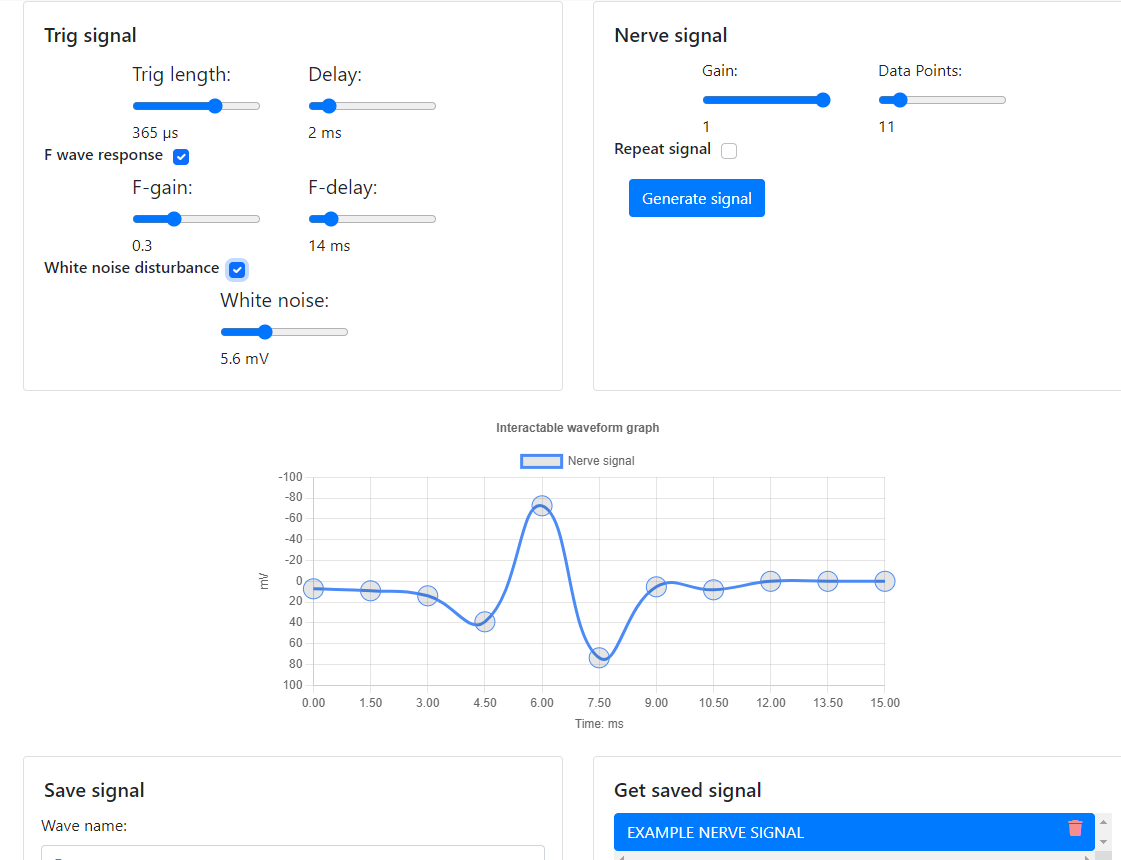 Trig signal
Trig length: Delay:
365 µs 2 ms
F wave response
F-gain: F-delay:
0.3 14 ms
White noise disturbance
White noise:
5.6 mV
Nerve signal
Gain: Data Points:
1 11
Repeat signal
Generate signal
Interactable waveform graph
Nerve signal
-100
-80
-60
-40
-20
0
20
40
60
80
100
mV
0.00 1.50 3.00 4.50 6.00 7.50 9.00 10.50 12.00 13.50 15.00
Time: ms
Save signal
Wave name:
Get saved signal
EXAMPLE NERVE SIGNAL